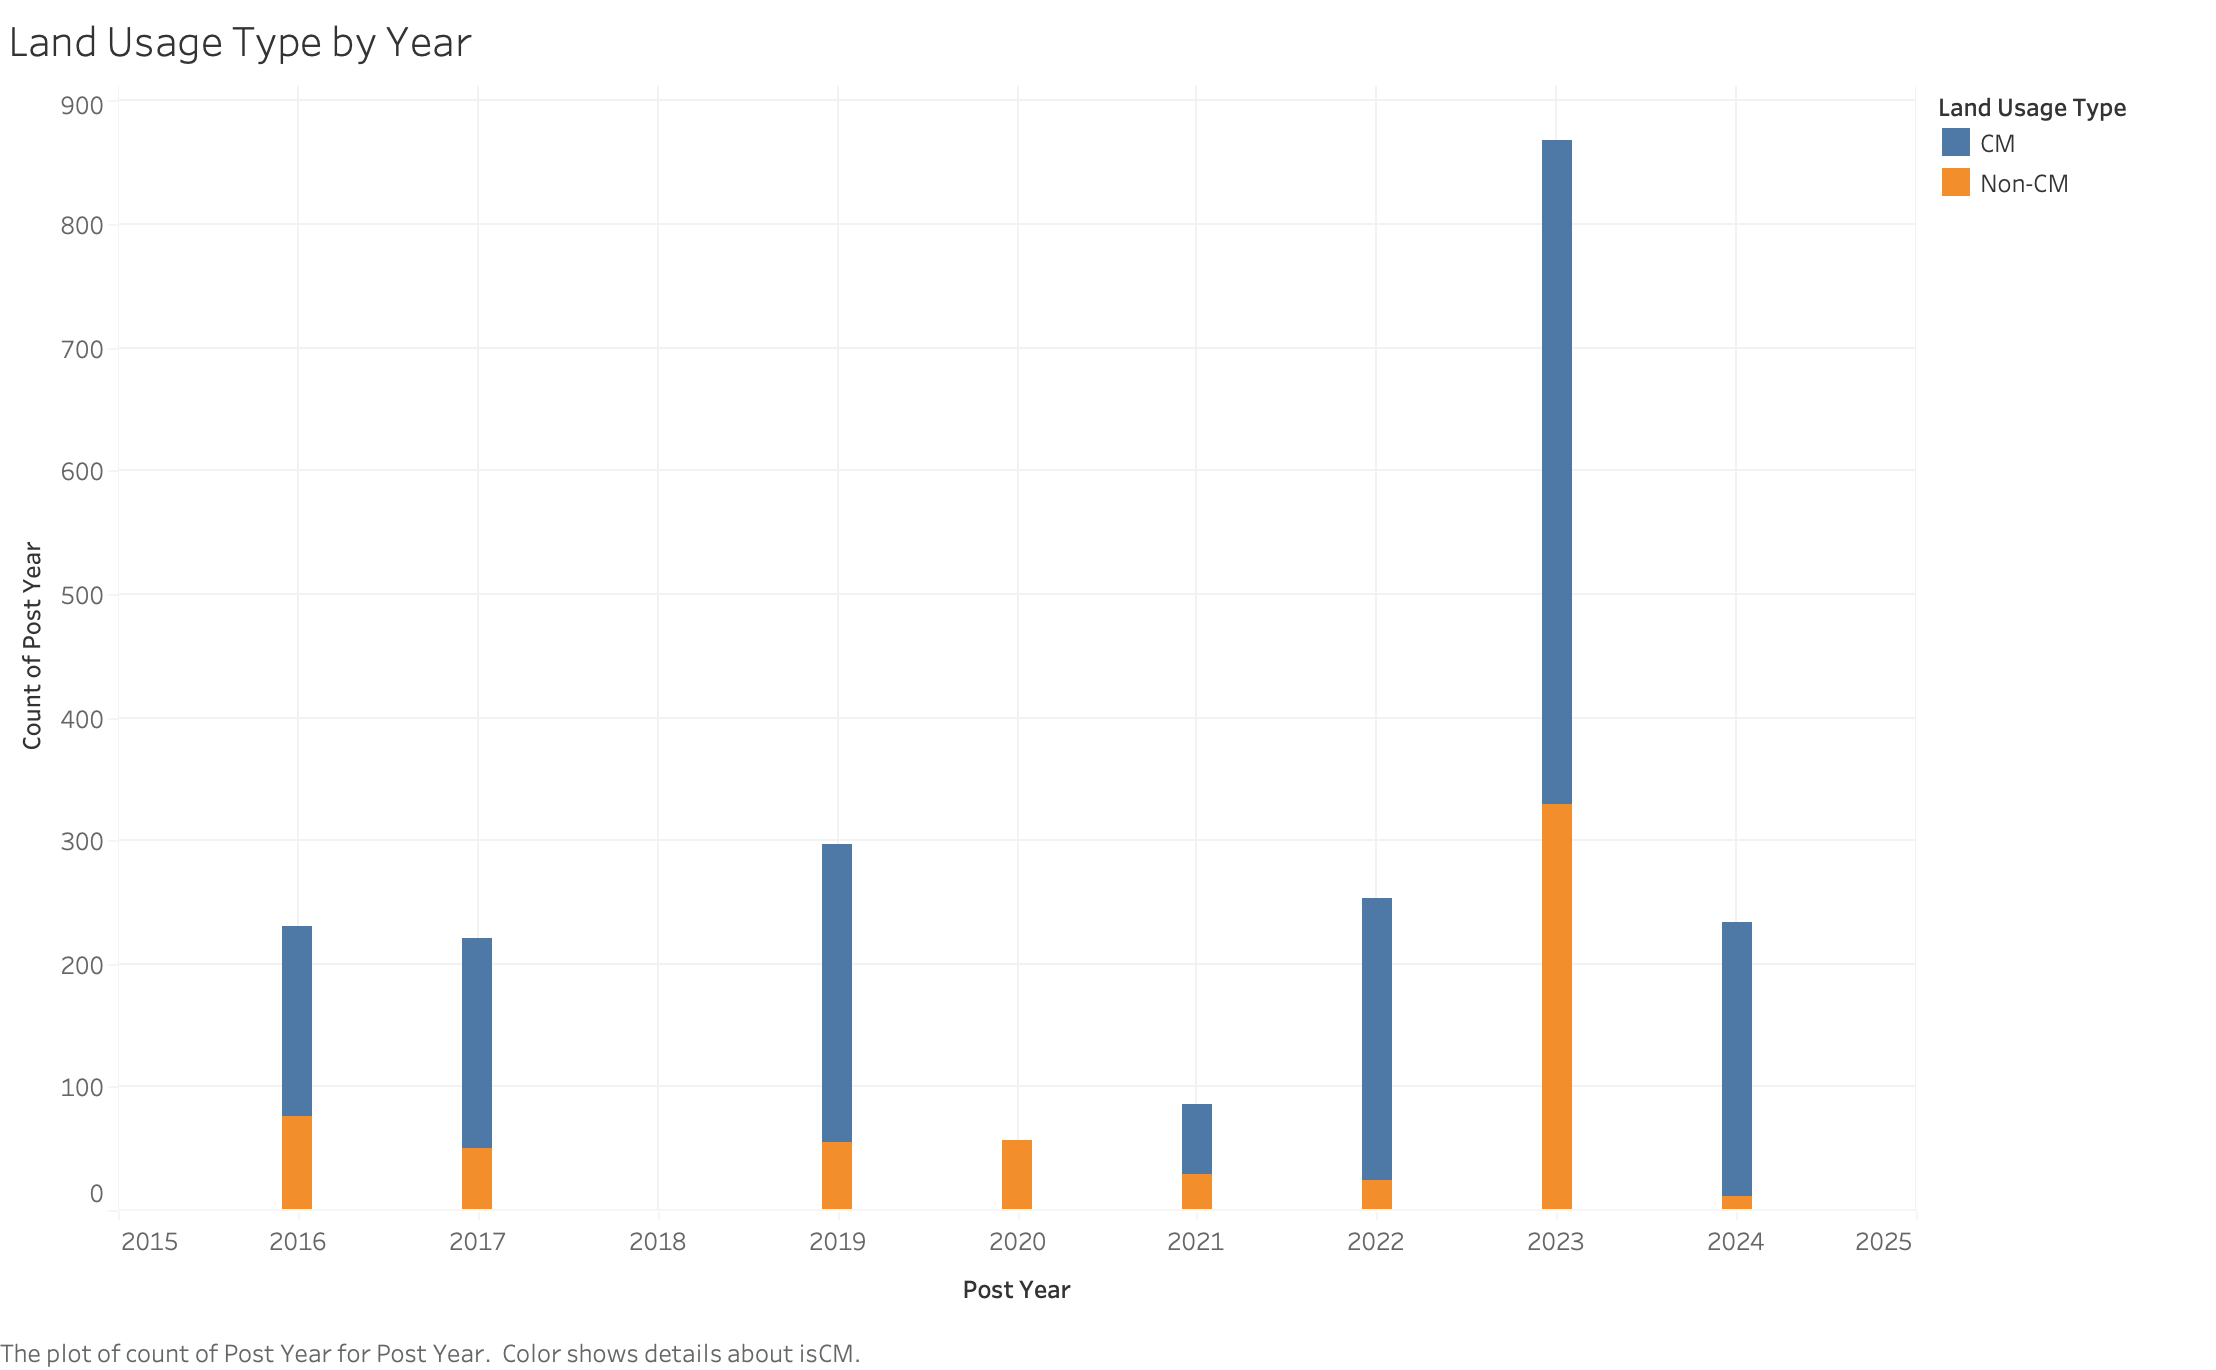 Land Usage Type by Year
900
800
700
600
500
400
300
200
100
0
Count of Post Year
2015 2016 2017 2018 2019 2020 2021 2022 2023 2024 2025
Post Year
Land Usage Type
CM
Non-CM
The plot of count of Post Year for Post Year.  Color shows details about isCM.